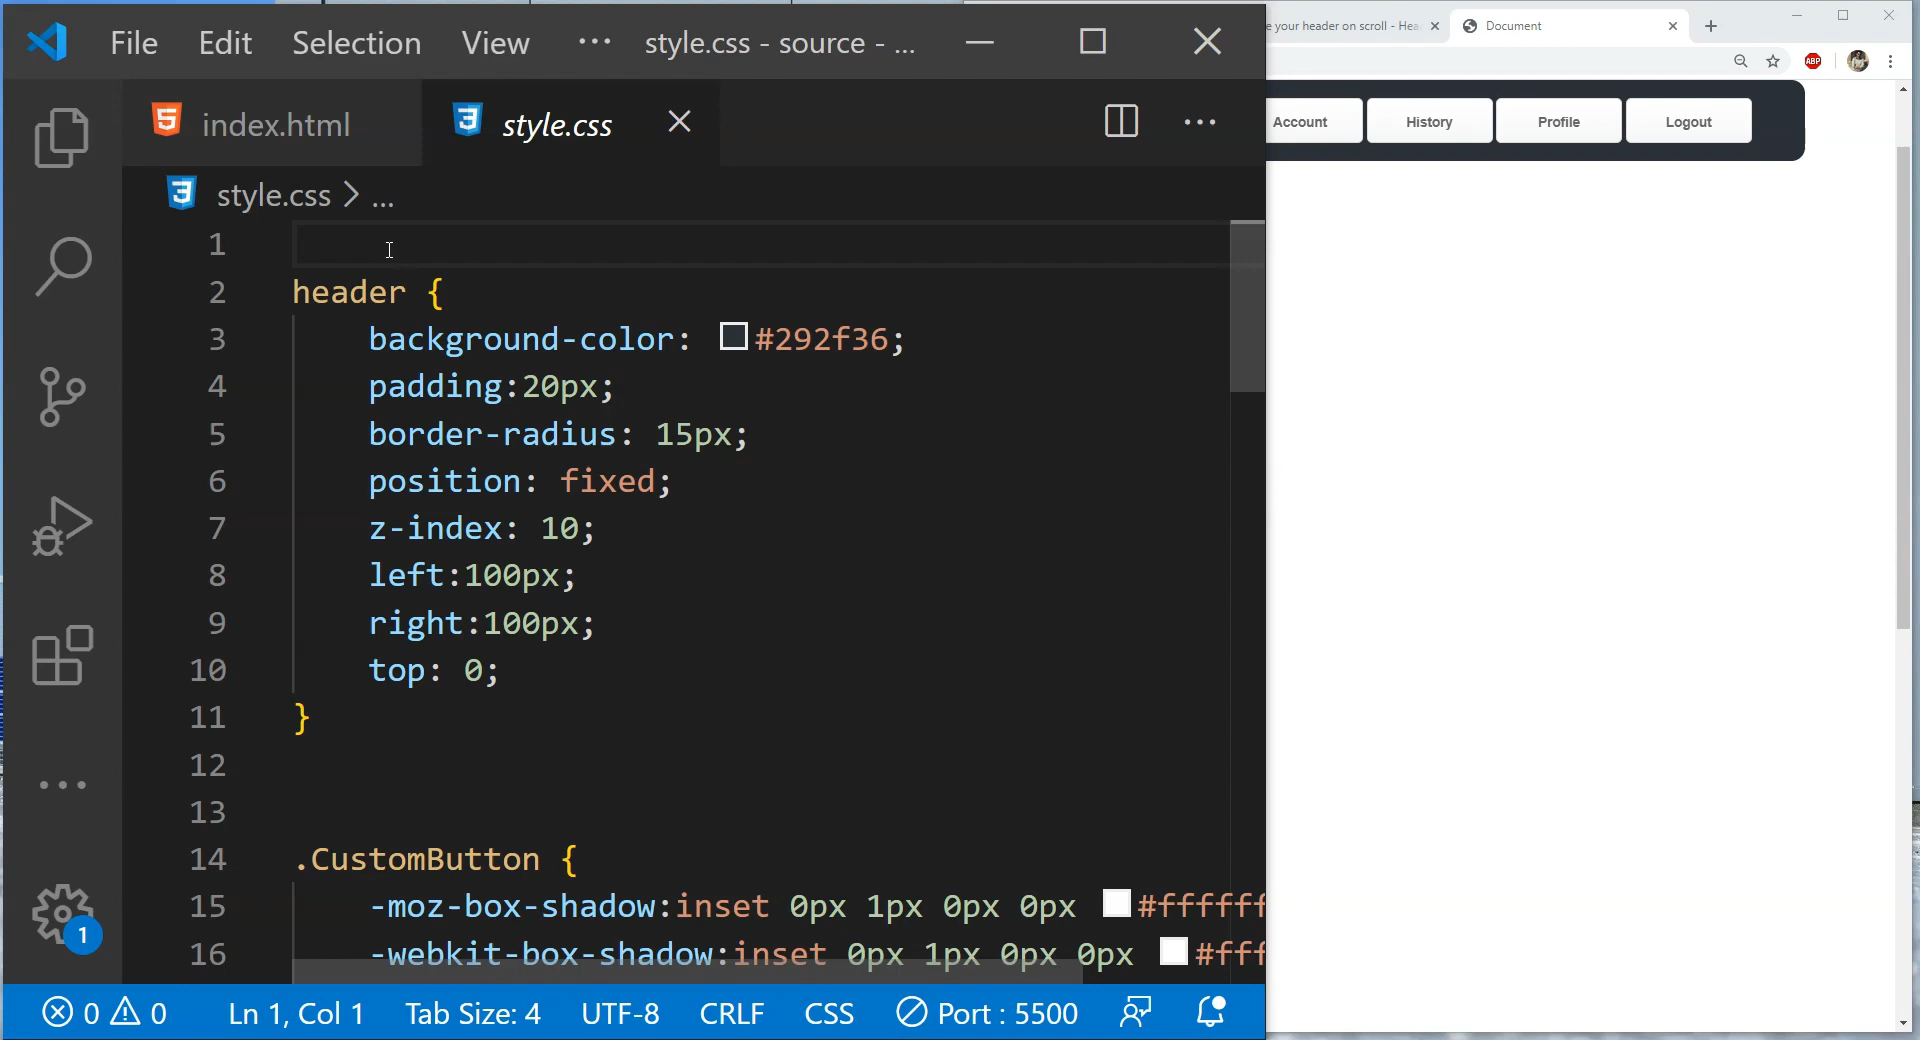 File Edit Selection View ... style.css - source - ...
index.html style.css
style.css > ...
1
2 header {
3 background-color: #292f36;
4 padding:20px;
5 border-radius: 15px;
6 position: fixed;
7 z-index: 10;
8 left:100px;
9 right:100px;
10 top: 0;
11 }
12
13
14 .CustomButton {
15 -moz-box-shadow:inset 0px 1px 0px 0px #ffffff
16 -webkit-box-shadow:inset 0px 1px 0px 0px #fff
0 0 Ln 1, Col 1 Tab Size: 4 UTF-8 CRLF CSS Port : 5500
1
e your header on scroll - Hea Document
ABP
Account History Profile Logout